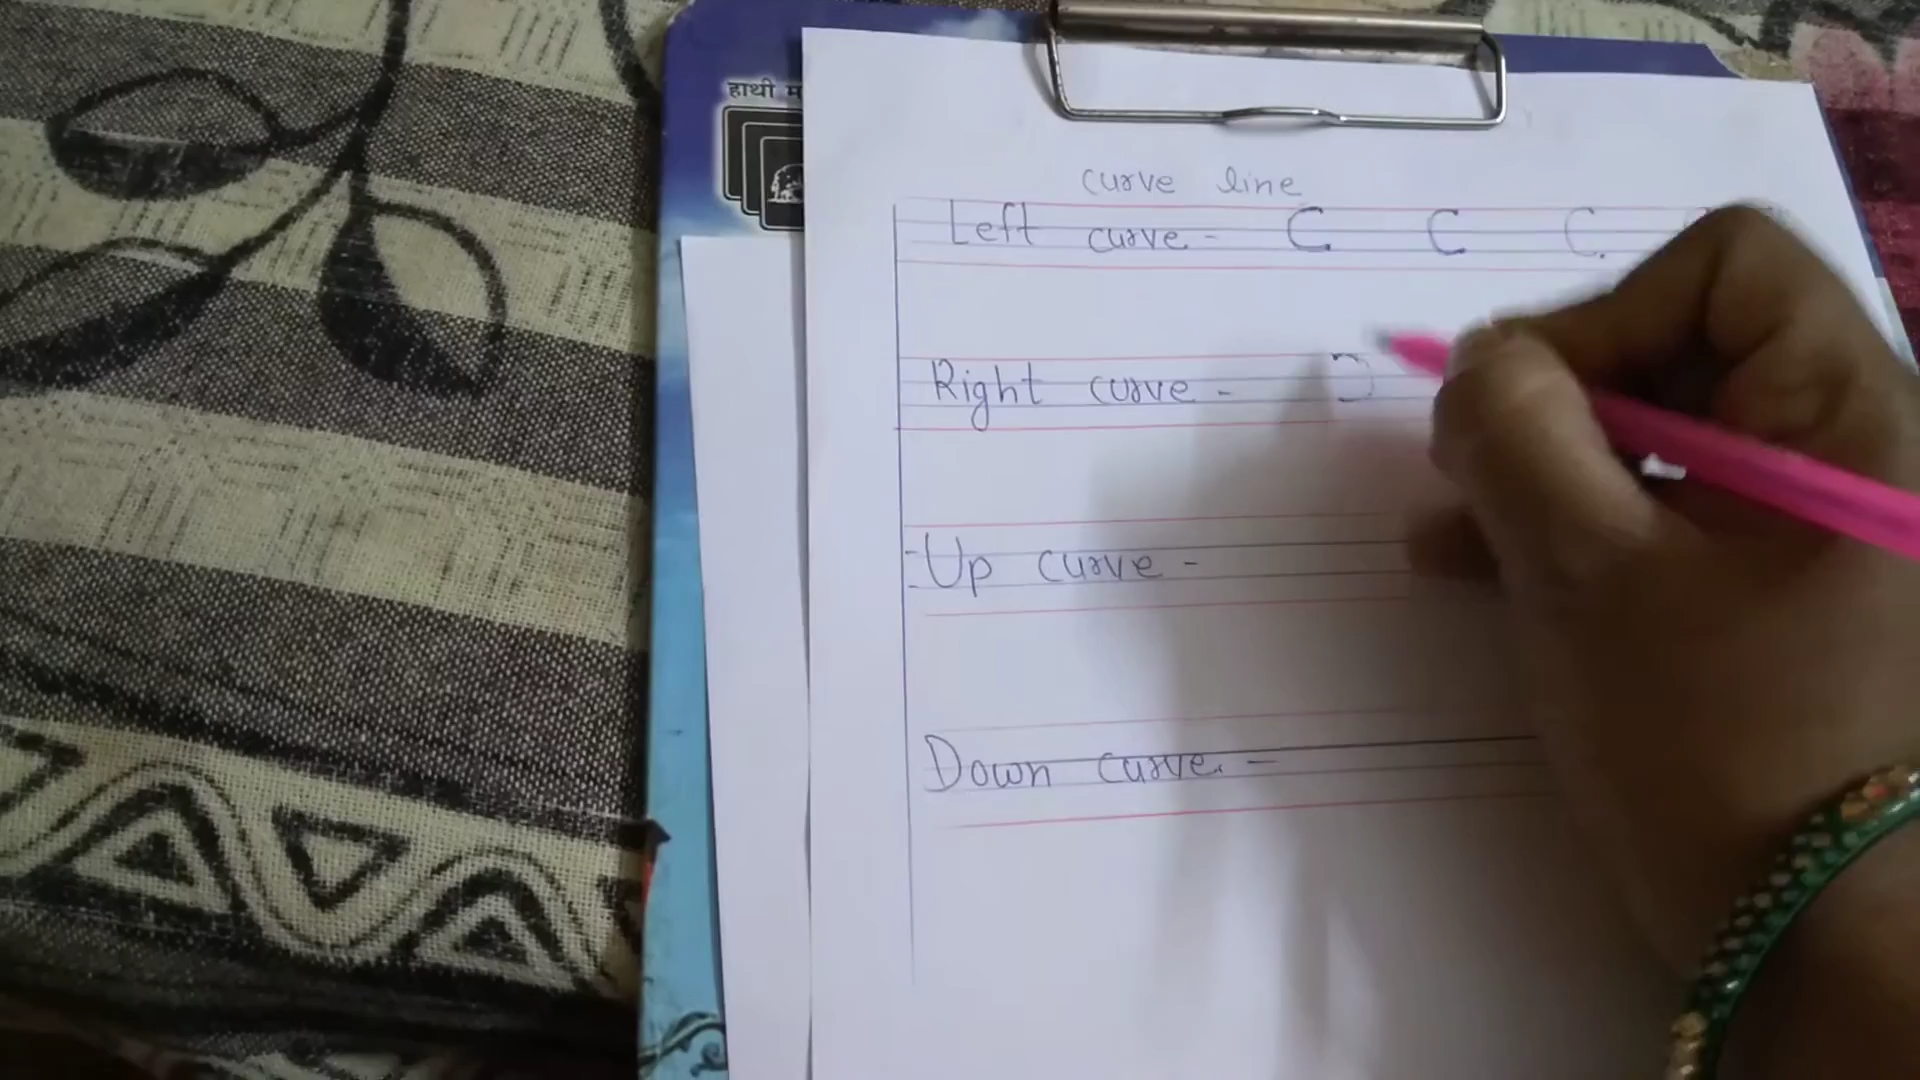 हाथी
curve line
Left curve - C C C
Right curve -
Up curve -
Down curve. -